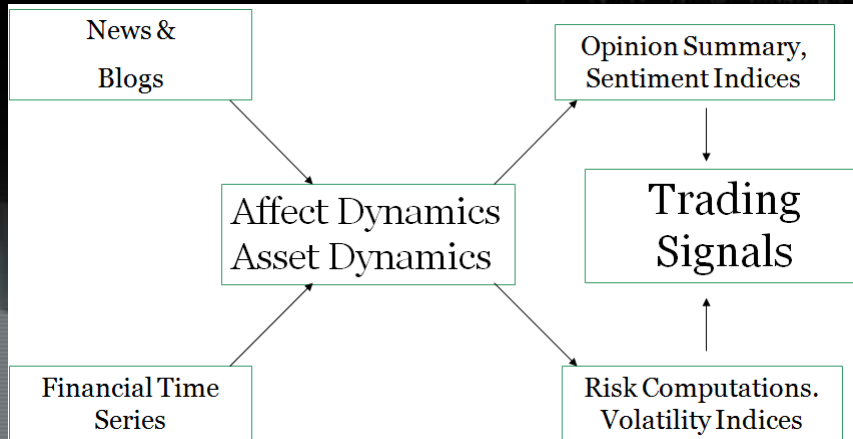 News &
Blogs
Opinion Summary,
Sentiment Indices
Affect Dynamics
Asset Dynamics
Trading
Signals
Financial Time
Series
Risk Computations.
Volatility Indices